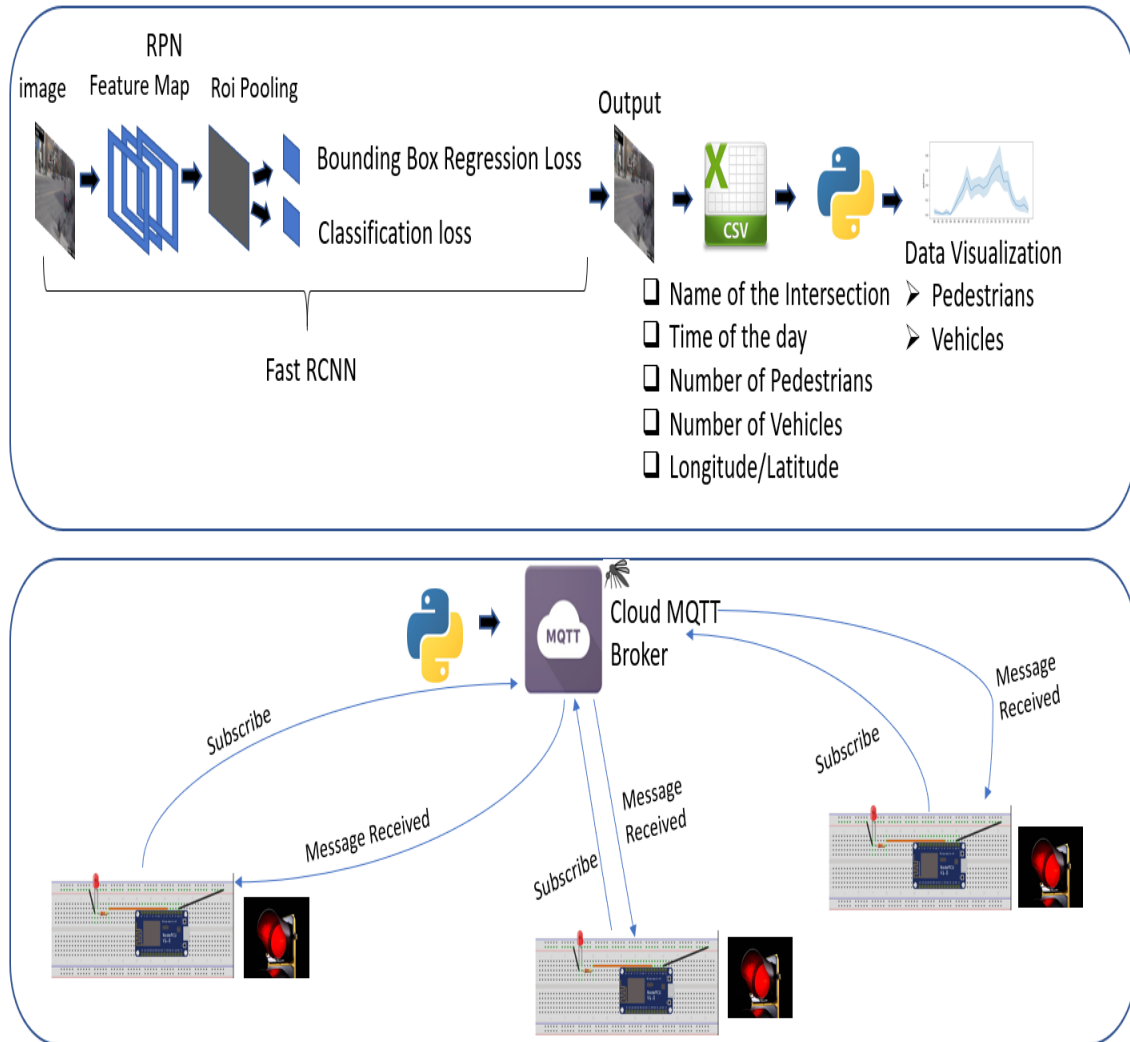 RPN
image
Feature Map
Roi Pooling
Bounding Box Regression Loss
Classification loss
Fast RCNN
Output
X
CSV
Name of the Intersection
Time of the day
Number of Pedestrians
Number of Vehicles
Longitude/Latitude
Data Visualization
Pedestrians
Vehicles
MQTT
Cloud MQTT
Broker
Subscribe
Message Received
Subscribe
Message
Received
Subscribe
Message
Received